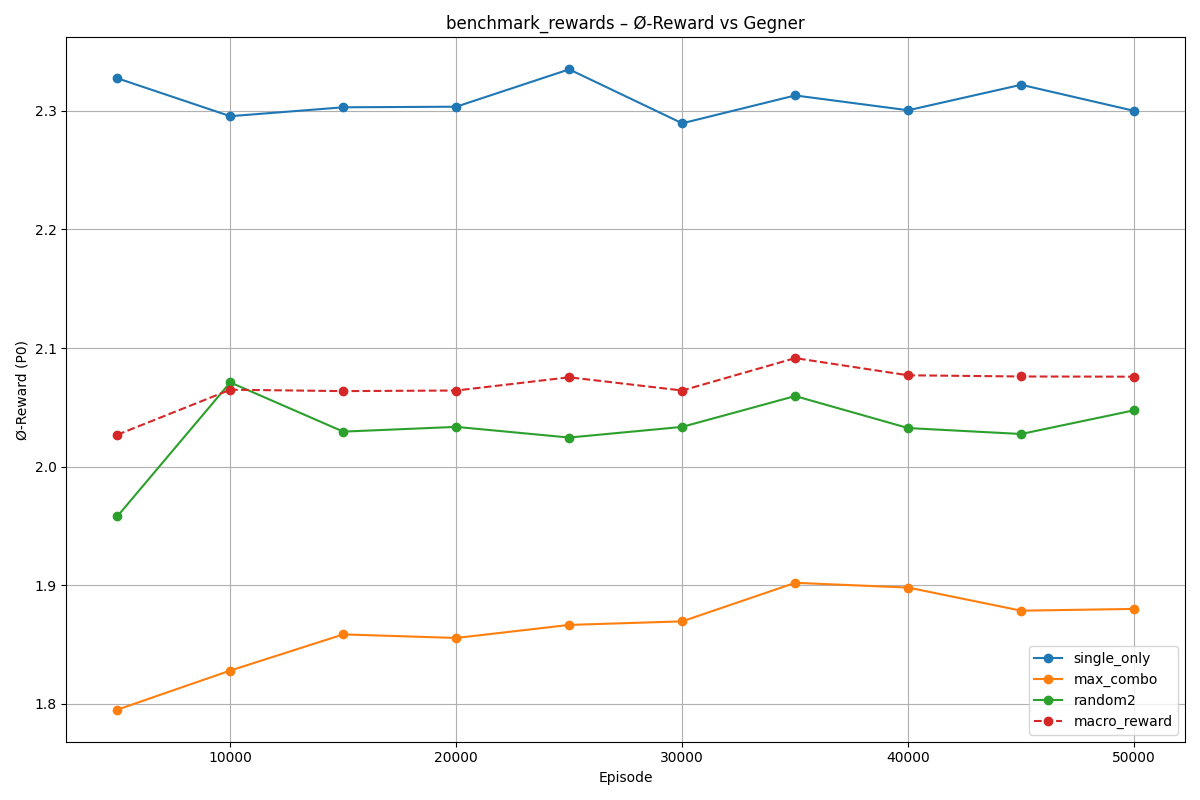 benchmark_rewards – Ø-Reward vs Gegner
Ø-Reward (P0)
2.3
2.2
2.1
2.0
1.9
1.8
10000
20000
30000
40000
50000
Episode
single_only
max_combo
random2
macro_reward